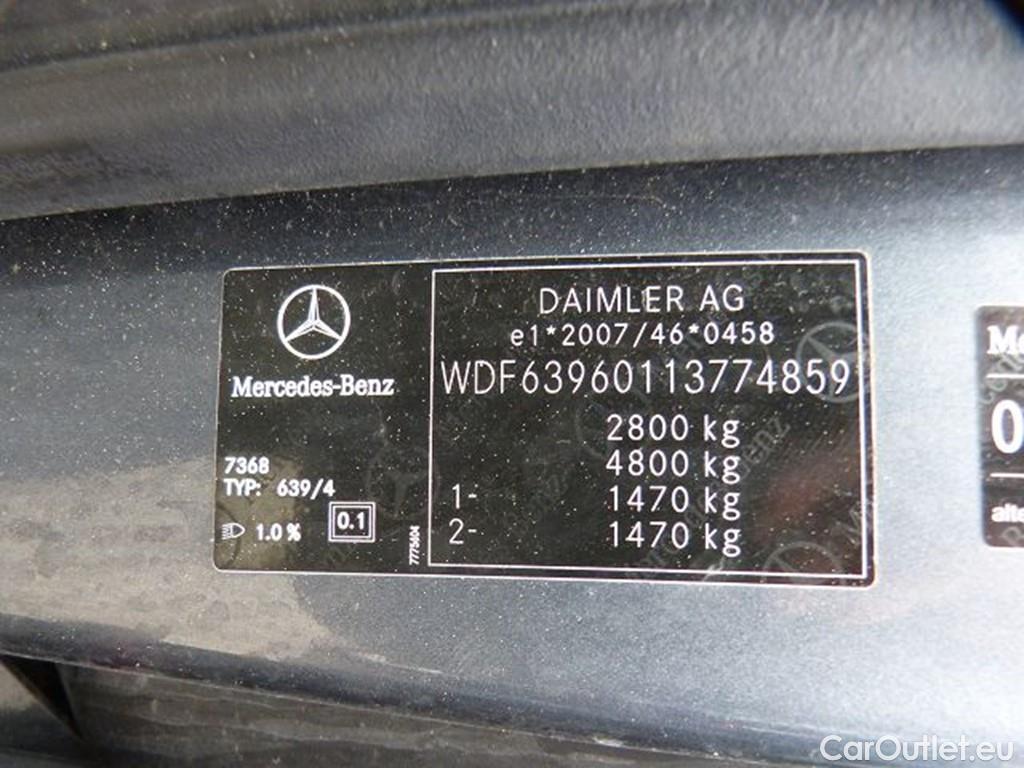 Mercedes-Benz
7368
TYP: 639/4
1.0 %
0.1
7775604
DAIMLER AG
e1*2007/46*0458
WDF63960113774859
2800 kg
4800 kg
1- 1470 kg
2- 1470 kg
CarOutlet.eu